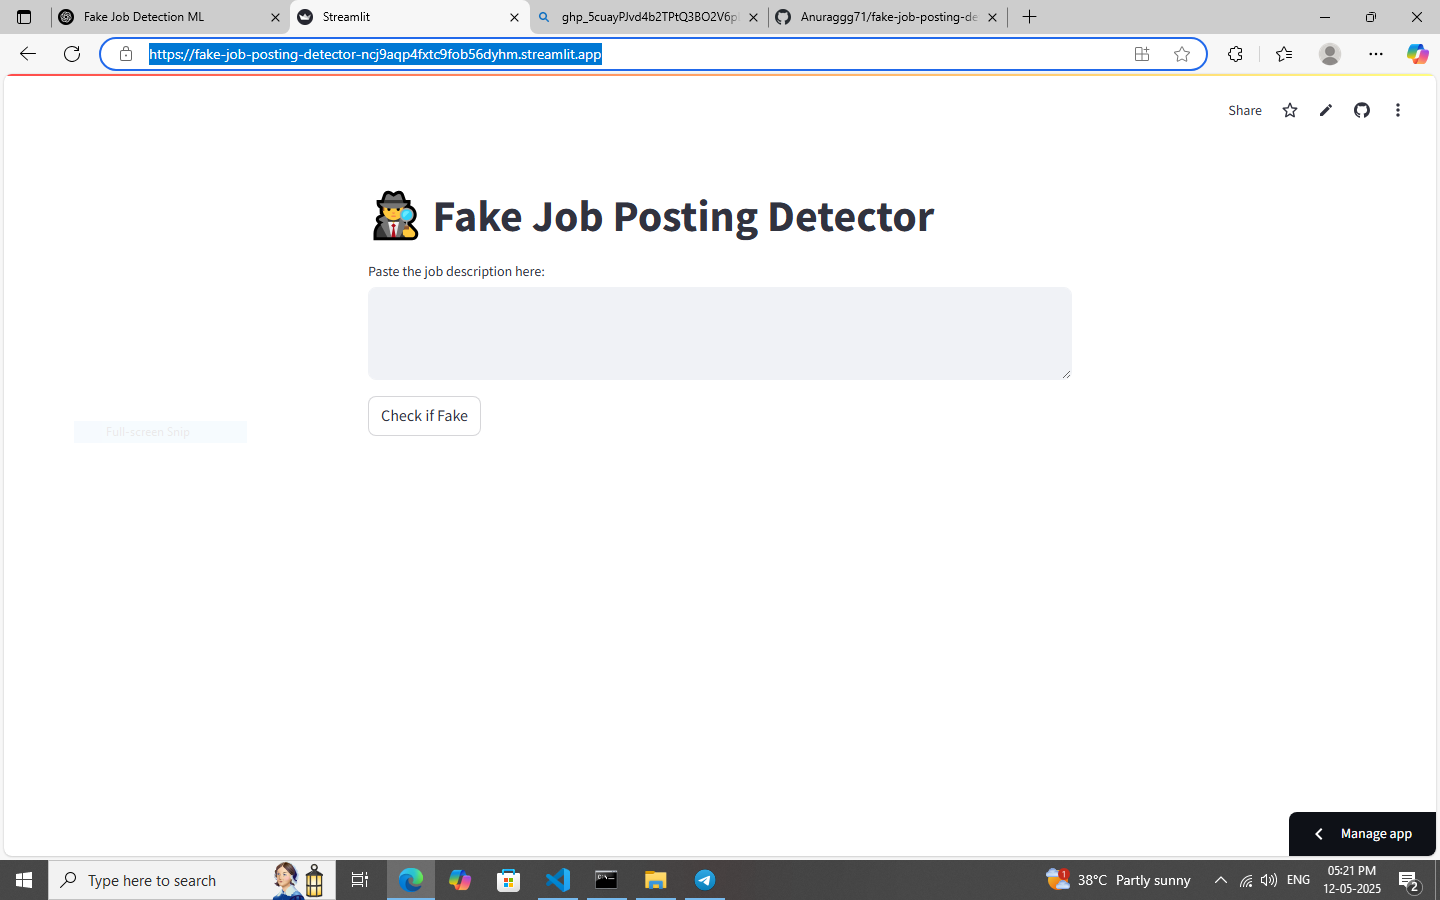 Fake Job Detection ML
Streamlit
ghp_5cuayPJvd4b2TPtQ3BO2V6p
Anuraggg71/fake-job-posting-de
https://fake-job-posting-detector-ncj9aqp4fxtc9fob56dyhm.streamlit.app
Share
Fake Job Posting Detector
Paste the job description here:
Check if Fake
Full-screen Snip
Manage app
Type here to search
1
38°C Partly sunny
ENG
05:21 PM
12-05-2025
2